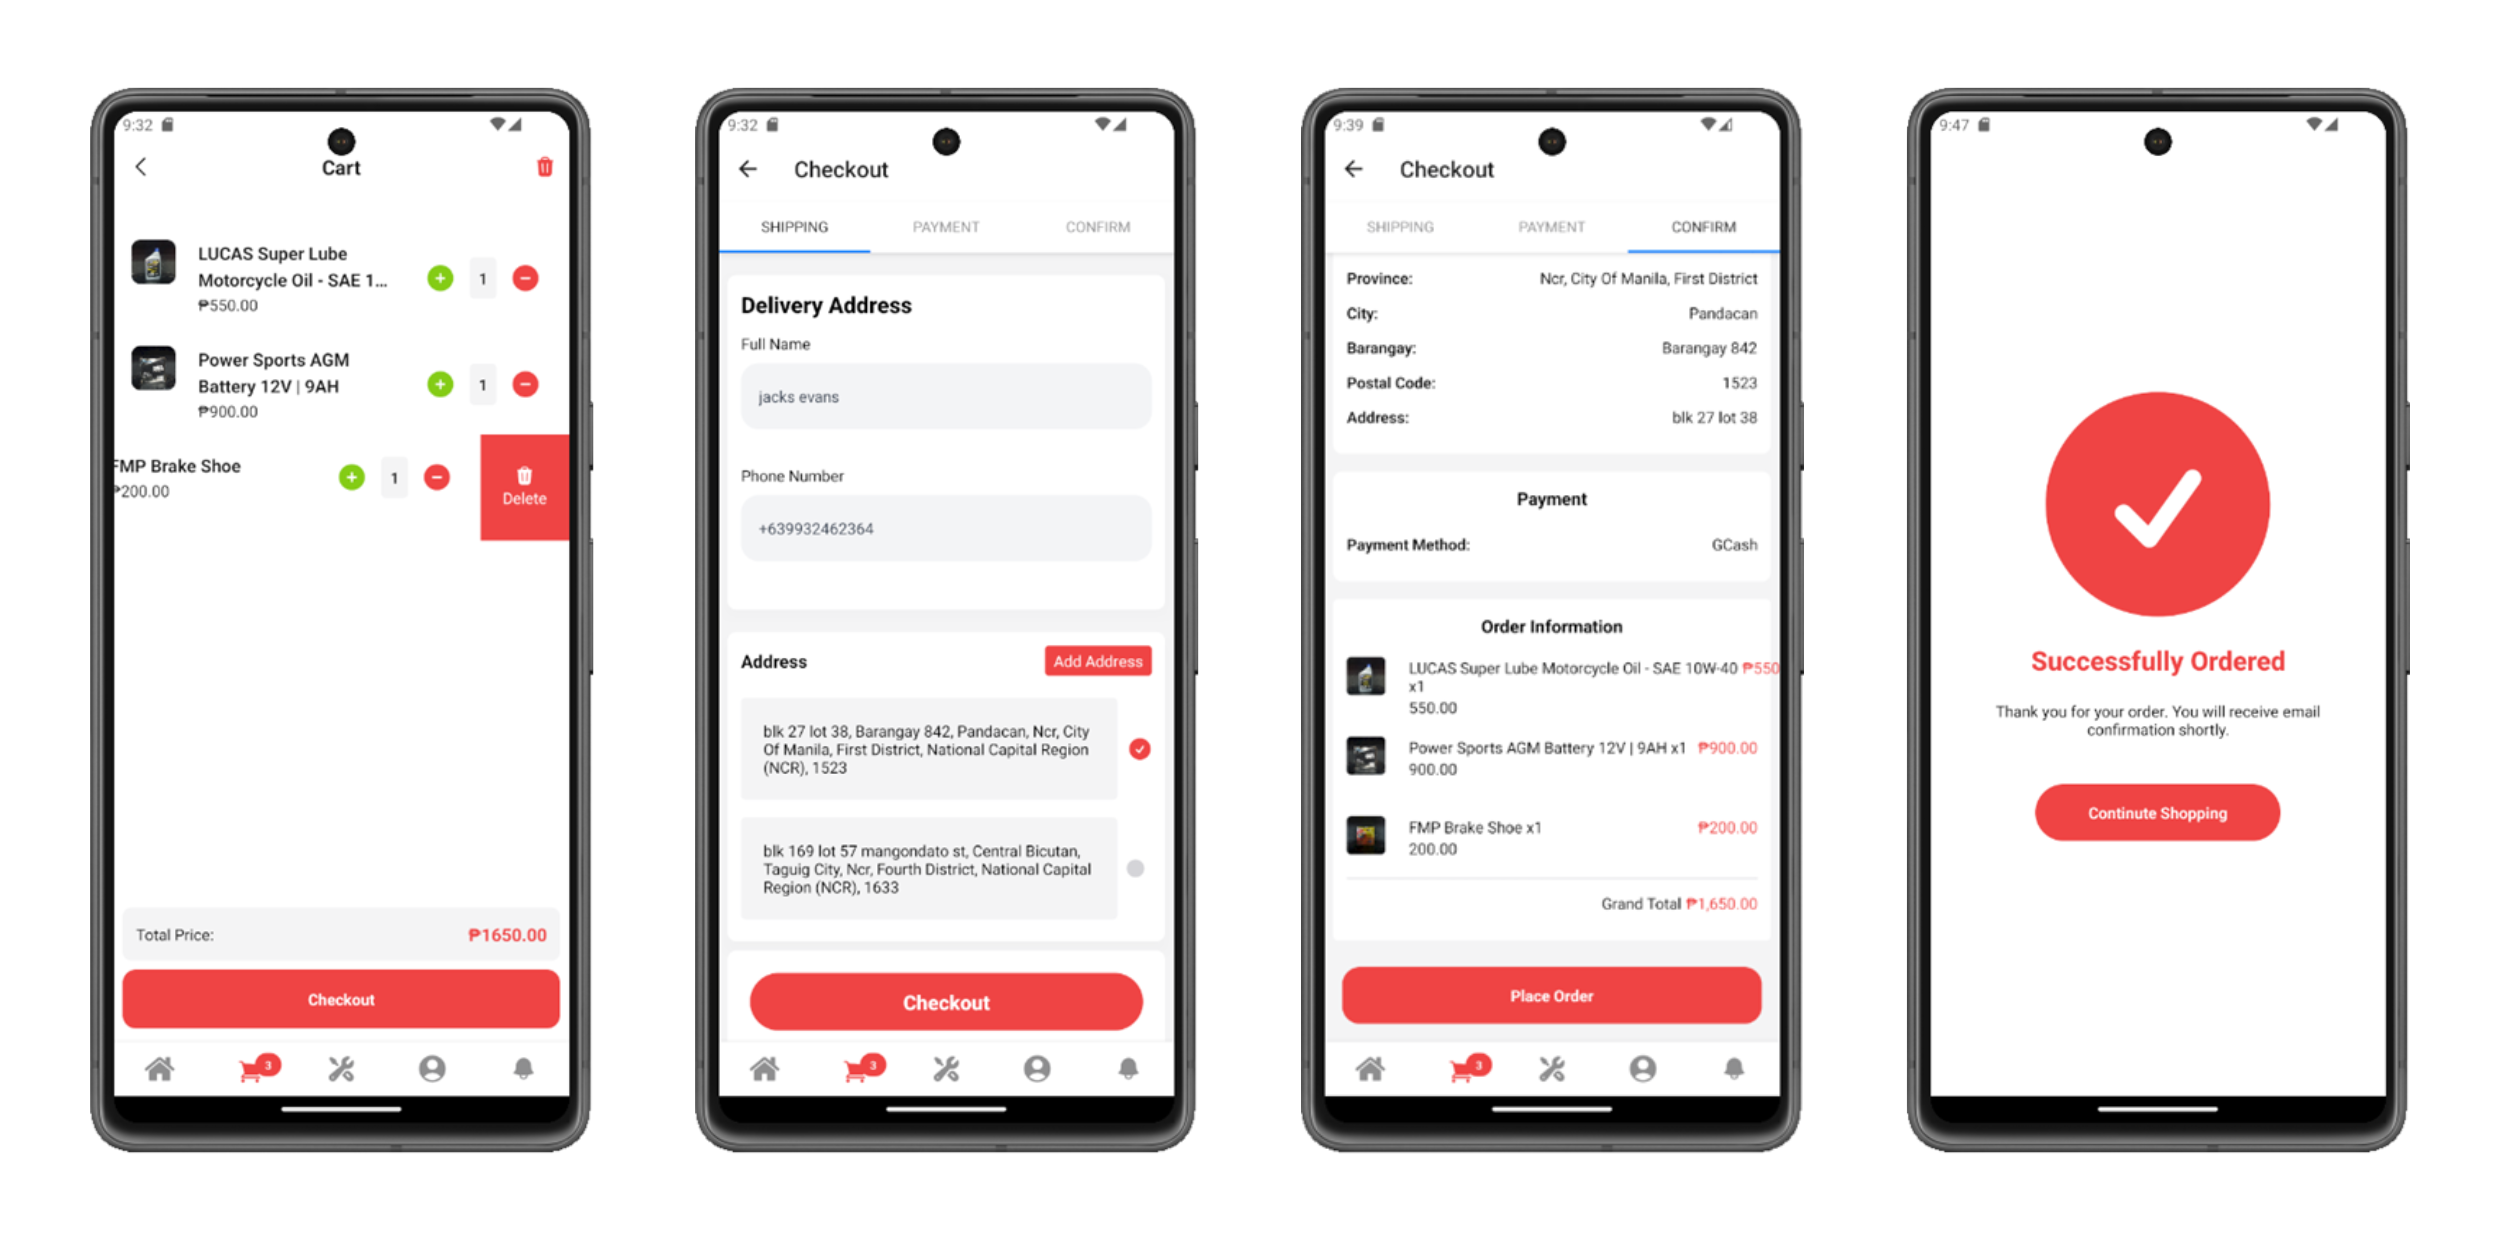 9:32
Cart
LUCAS Super Lube
Motorcycle Oil - SAE 1...
₱550.00
1
Power Sports AGM
Battery 12V | 9AH
₱900.00
1
FMP Brake Shoe
₱200.00
1
Delete
Total Price:
₱1650.00
Checkout
3
9:32
Checkout
SHIPPING
PAYMENT
CONFIRM
Delivery Address
Full Name
jacks evans
Phone Number
+639932462364
Address
Add Address
blk 27 lot 38, Barangay 842, Pandacan, Ncr, City
Of Manila, First District, National Capital Region
(NCR), 1523
blk 169 lot 57 mangondato st, Central Bicutan,
Taguig City, Ncr, Fourth District, National Capital
Region (NCR), 1633
Checkout
3
9:39
Checkout
SHIPPING
PAYMENT
CONFIRM
Province: Ncr, City Of Manila, First District
City: Pandacan
Barangay: Barangay 842
Postal Code: 1523
Address: blk 27 lot 38
Payment
Payment Method: GCash
Order Information
LUCAS Super Lube Motorcycle Oil - SAE 10W-40 ₱550
x1
550.00
Power Sports AGM Battery 12V | 9AH x1 ₱900.00
900.00
FMP Brake Shoe x1 ₱200.00
200.00
Grand Total ₱1,650.00
Place Order
3
9:47
Successfully Ordered
Thank you for your order. You will receive email
confirmation shortly.
Continute Shopping